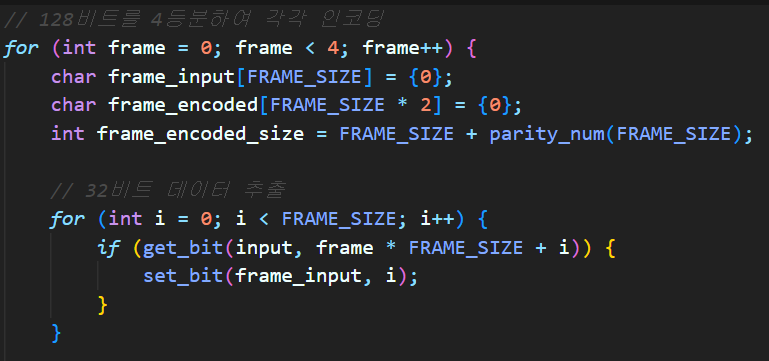 // 128비트를 4등분하여 각각 인코딩
for (int frame = 0; frame < 4; frame++) {
    char frame_input[FRAME_SIZE] = {0};
    char frame_encoded[FRAME_SIZE * 2] = {0};
    int frame_encoded_size = FRAME_SIZE + parity_num(FRAME_SIZE);
    // 32비트 데이터 추출
    for (int i = 0; i < FRAME_SIZE; i++) {
        if (get_bit(input, frame * FRAME_SIZE + i)) {
            set_bit(frame_input, i);
        }
    }